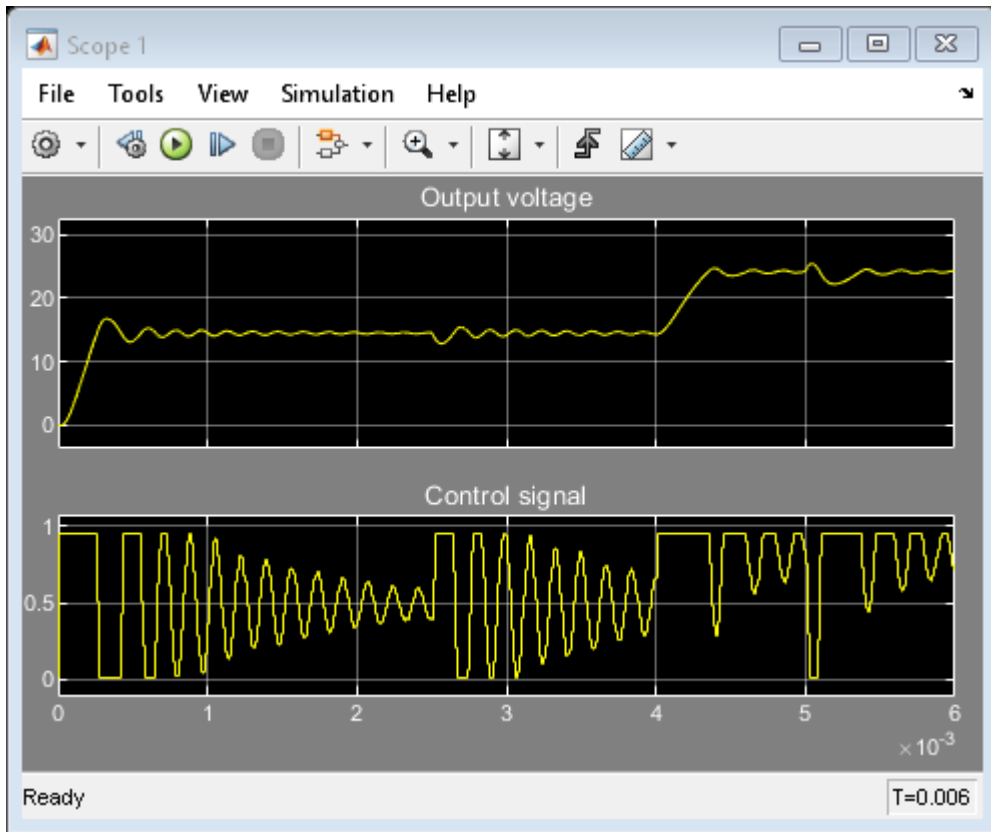 Scope 1
File Tools View Simulation Help
Output voltage
30
20
10
0
Control signal
1
0.5
0
0 1 2 3 4 5 6
×10-3
Ready T=0.006